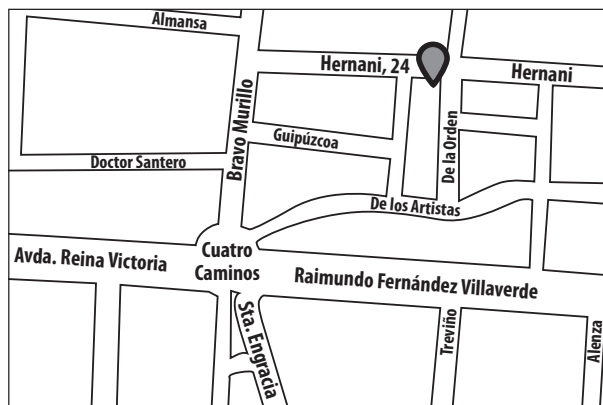 Almansa
Hernani, 24
Hernani
Bravo Murillo
Guipúzcoa
De la Orden
Doctor Santero
De los Artistas
Cuatro
Caminos
Avda. Reina Victoria
Raimundo Fernández Villaverde
Sta. Engracia
Treviño
Alenza